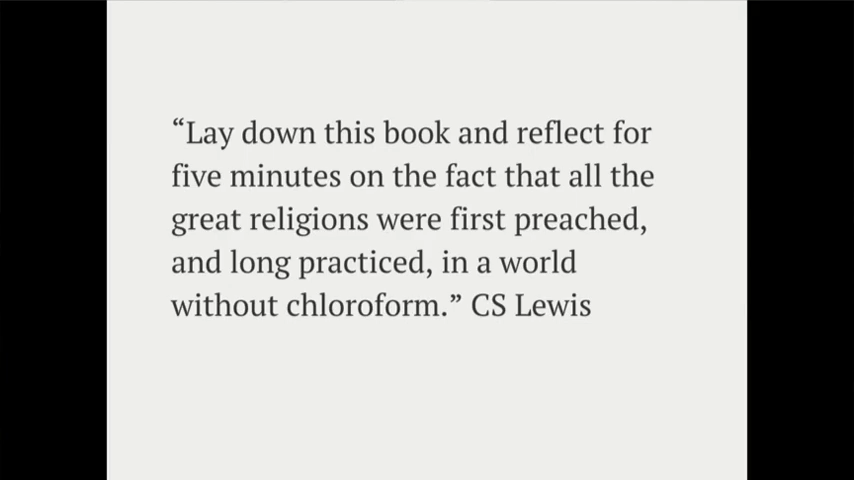 “Lay down this book and reflect for
five minutes on the fact that all the
great religions were first preached,
and long practiced, in a world
without chloroform.” CS Lewis